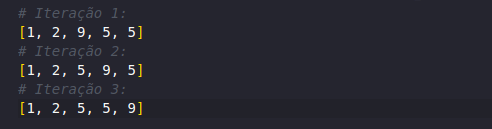 # Iteração 1:
[1, 2, 9, 5, 5]
# Iteração 2:
[1, 2, 5, 9, 5]
# Iteração 3:
[1, 2, 5, 5, 9]